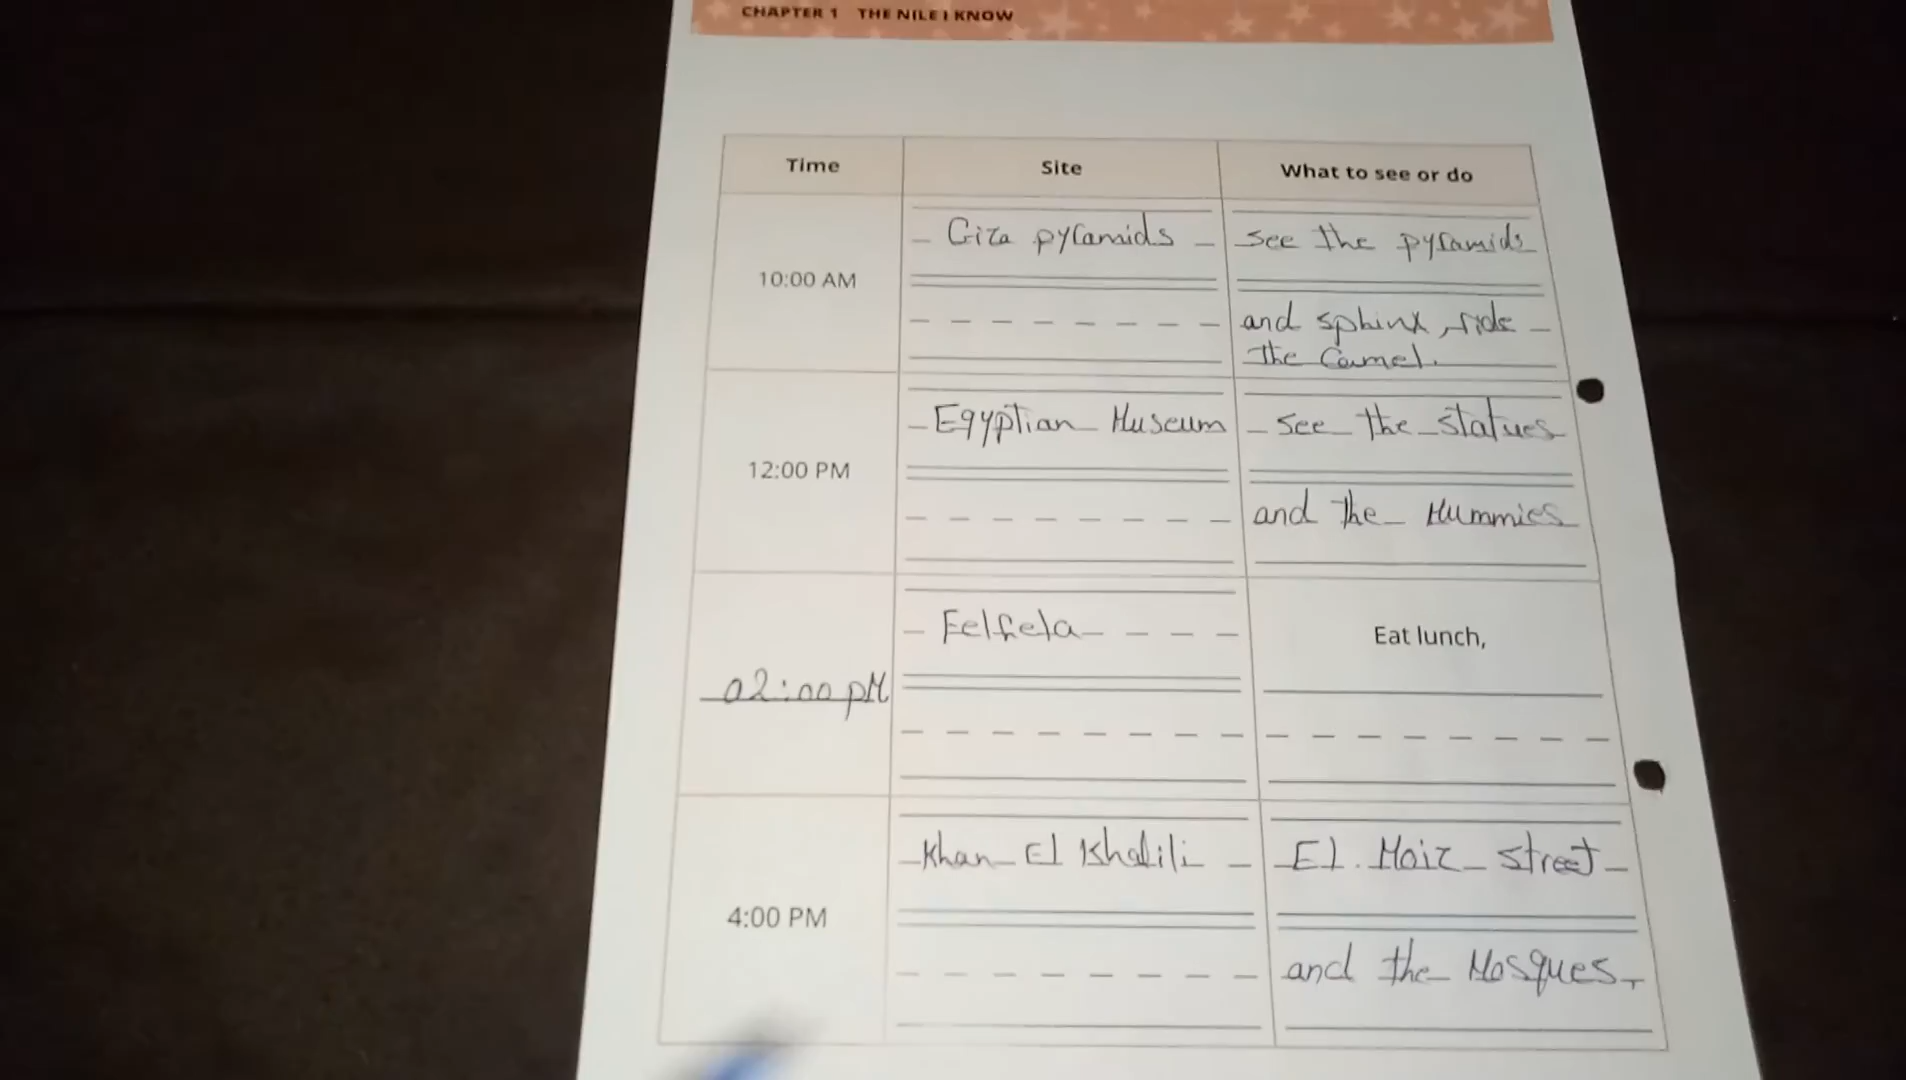 CHAPTER 1 THE NILE I KNOW
Time
Site
What to see or do
10:00 AM
Giza pyramids
see the pyramids
and sphinx, ride
the Camel.
12:00 PM
Egyptian Museum
see the statues
and the Mummies
02:00 pM
Felfela
Eat lunch,
4:00 PM
Khan El Khalili
El. Moiz street
and the Mosques.